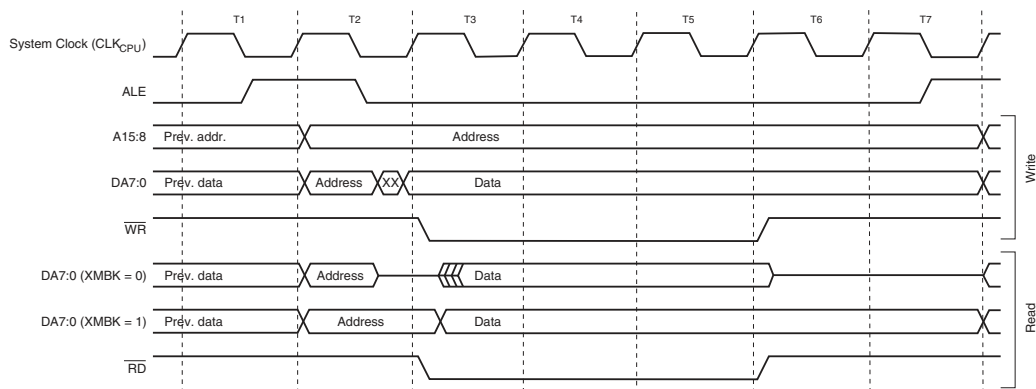 T1 T2 T3 T4 T5 T6 T7
System Clock (CLKCPU)
ALE
A15:8 Prev. addr. Address
DA7:0 Prev. data Address XX Data
WR
Write
DA7:0 (XMBK = 0) Prev. data Address Data
DA7:0 (XMBK = 1) Prev. data Address Data
RD
Read